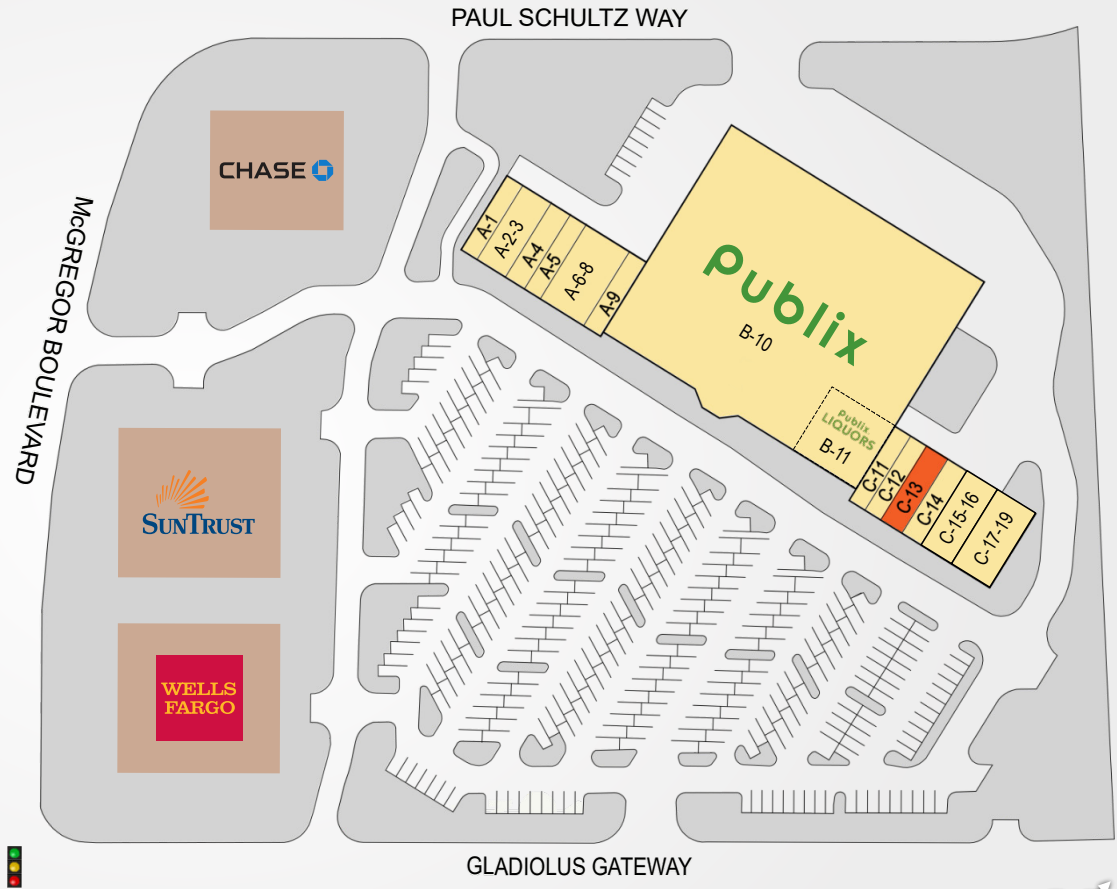 PAUL SCHULTZ WAY
CHASE
McGREGOR BOULEVARD
A-1
A-2-3
A-4
A-5
A-6-8
A-9
Publix
B-10
Publix
LIQUORS
B-11
C-11
C-12
C-13
C-14
C-15-16
C-17-19
SUNTRUST
WELLS
FARGO
GLADIOLUS GATEWAY